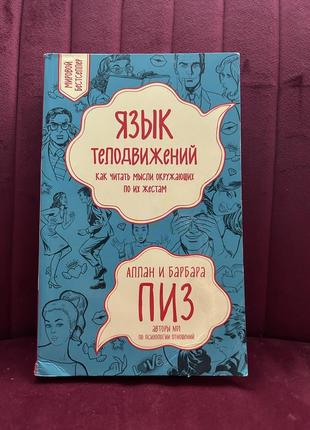 МИРОВОЙ
БЕСТСЕЛЛЕР
ЯЗЫК
ТЕЛОДВИЖЕНИЙ
КАК ЧИТАТЬ МЫСЛИ ОКРУЖАЮЩИХ
ПО ИХ ЖЕСТАМ
АЛЛАН И БАРБАРА
ПИЗ
АВТОРЫ №1
ПО ПСИХОЛОГИИ ОТНОШЕНИЙ
LOVE